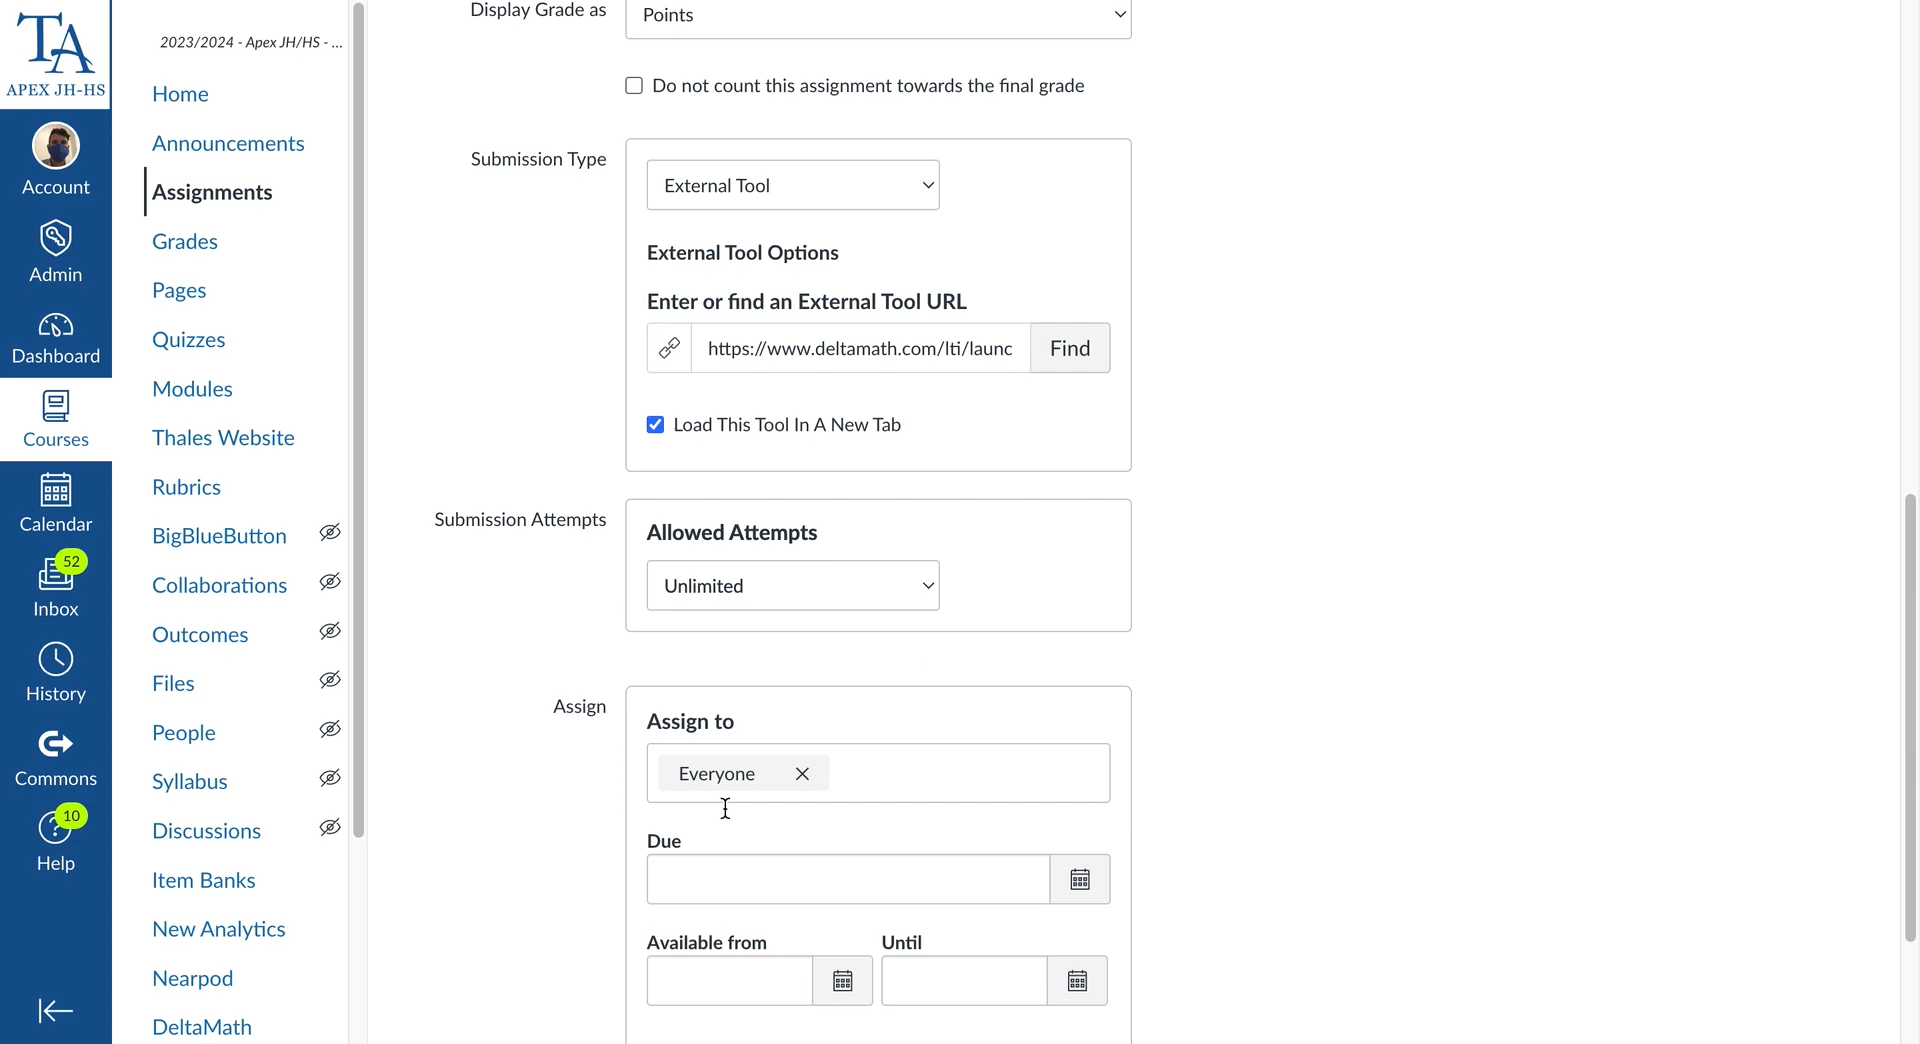 TA
APEX JH-HS
Account
Admin
Dashboard
Courses
Calendar
52
Inbox
History
Commons
10
Help
2023/2024 - Apex JH/HS - ...
Home
Announcements
Assignments
Grades
Pages
Quizzes
Modules
Thales Website
Rubrics
BigBlueButton
Collaborations
Outcomes
Files
People
Syllabus
Discussions
Item Banks
New Analytics
Nearpod
DeltaMath
Display Grade as
Points
Do not count this assignment towards the final grade
Submission Type
External Tool
External Tool Options
Enter or find an External Tool URL
https://www.deltamath.com/lti/launc
Find
Load This Tool In A New Tab
Submission Attempts
Allowed Attempts
Unlimited
Assign
Assign to
Everyone
Due
Available from
Until